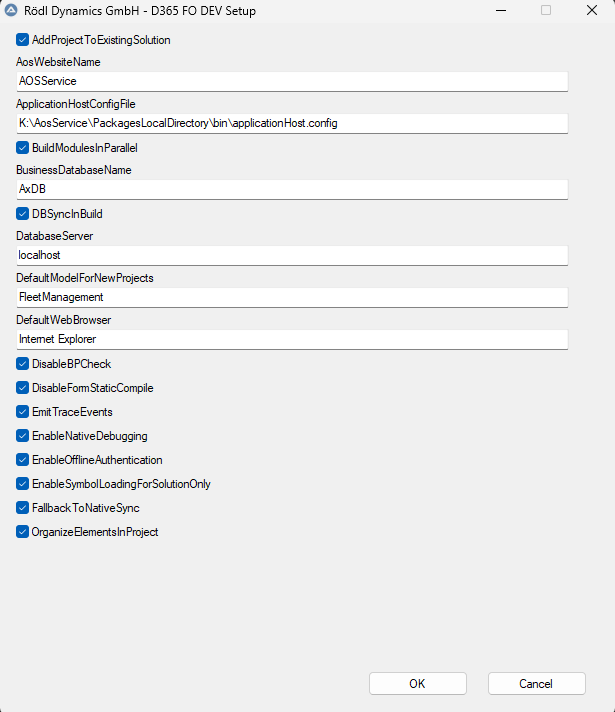 Rödl Dynamics GmbH - D365 FO DEV Setup
AddProjectToExistingSolution
AosWebsiteName
AOSService
ApplicationHostConfigFile
K:\AosService\PackagesLocalDirectory\bin\applicationHost.config
BuildModulesInParallel
BusinessDatabaseName
AxDB
DBSyncInBuild
DatabaseServer
localhost
DefaultModelForNewProjects
FleetManagement
DefaultWebBrowser
Internet Explorer
DisableBPCheck
DisableFormStaticCompile
EmitTraceEvents
EnableNativeDebugging
EnableOfflineAuthentication
EnableSymbolLoadingForSolutionOnly
FallbackToNativeSync
OrganizeElementsInProject
OK Cancel